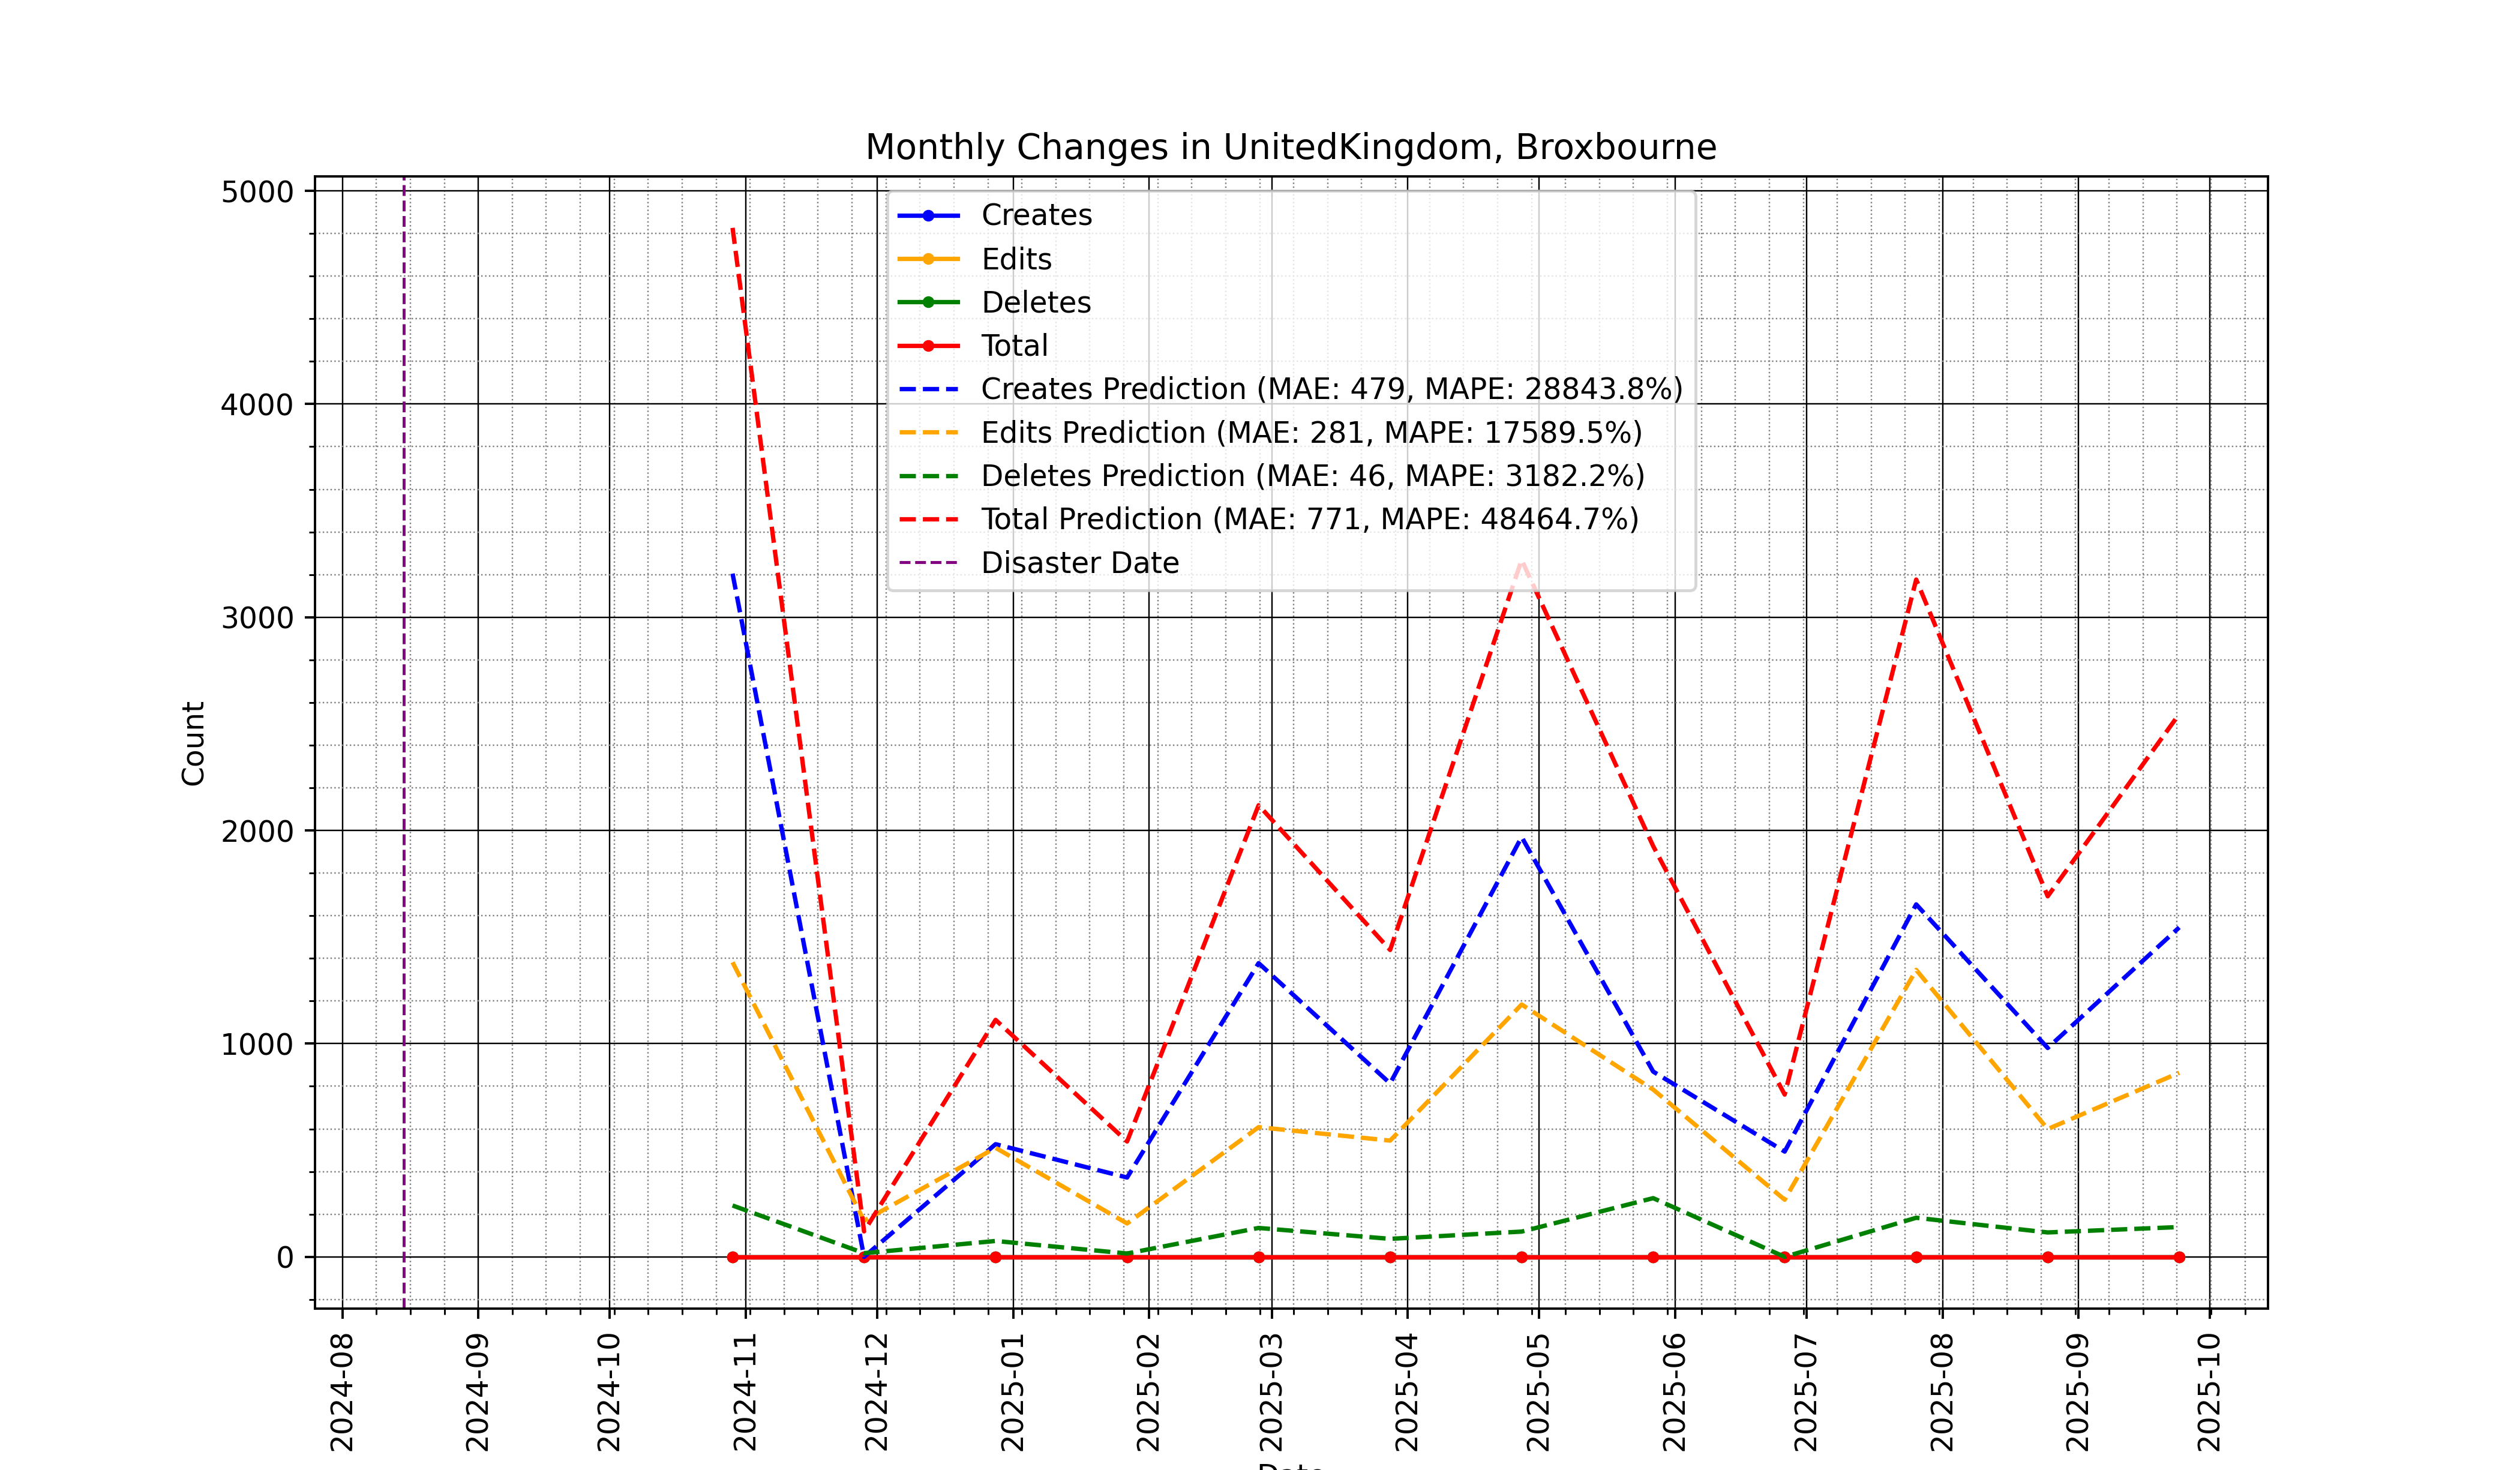 Monthly Changes in UnitedKingdom, Broxbourne
5000
4000
3000
2000
1000
0
Count
Creates
Edits
Deletes
Total
Creates Prediction (MAE: 479, MAPE: 28843.8%)
Edits Prediction (MAE: 281, MAPE: 17589.5%)
Deletes Prediction (MAE: 46, MAPE: 3182.2%)
Total Prediction (MAE: 771, MAPE: 48464.7%)
Disaster Date
2024-08
2024-09
2024-10
2024-11
2024-12
2025-01
2025-02
2025-03
2025-04
2025-05
2025-06
2025-07
2025-08
2025-09
2025-10